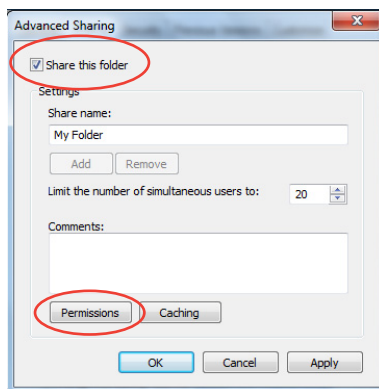 Advanced Sharing
Share this folder
Settings
Share name:
My Folder
Add Remove
Limit the number of simultaneous users to: 20
Comments:
Permissions Caching
OK Cancel Apply